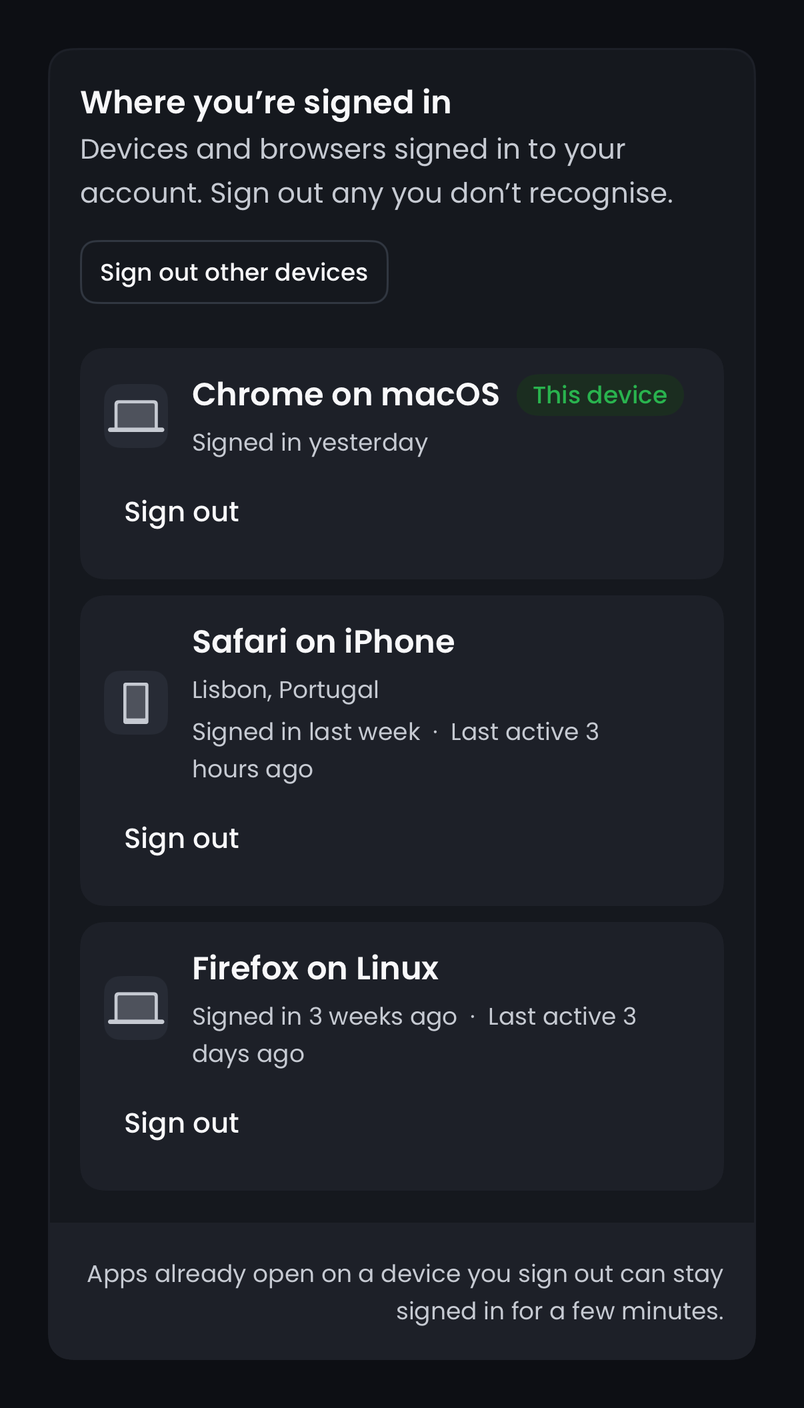 Where you’re signed in
Devices and browsers signed in to your
account. Sign out any you don’t recognise.
Sign out other devices
Chrome on macOS
This device
Signed in yesterday
Sign out
Safari on iPhone
Lisbon, Portugal
Signed in last week · Last active 3
hours ago
Sign out
Firefox on Linux
Signed in 3 weeks ago · Last active 3
days ago
Sign out
Apps already open on a device you sign out can stay
signed in for a few minutes.